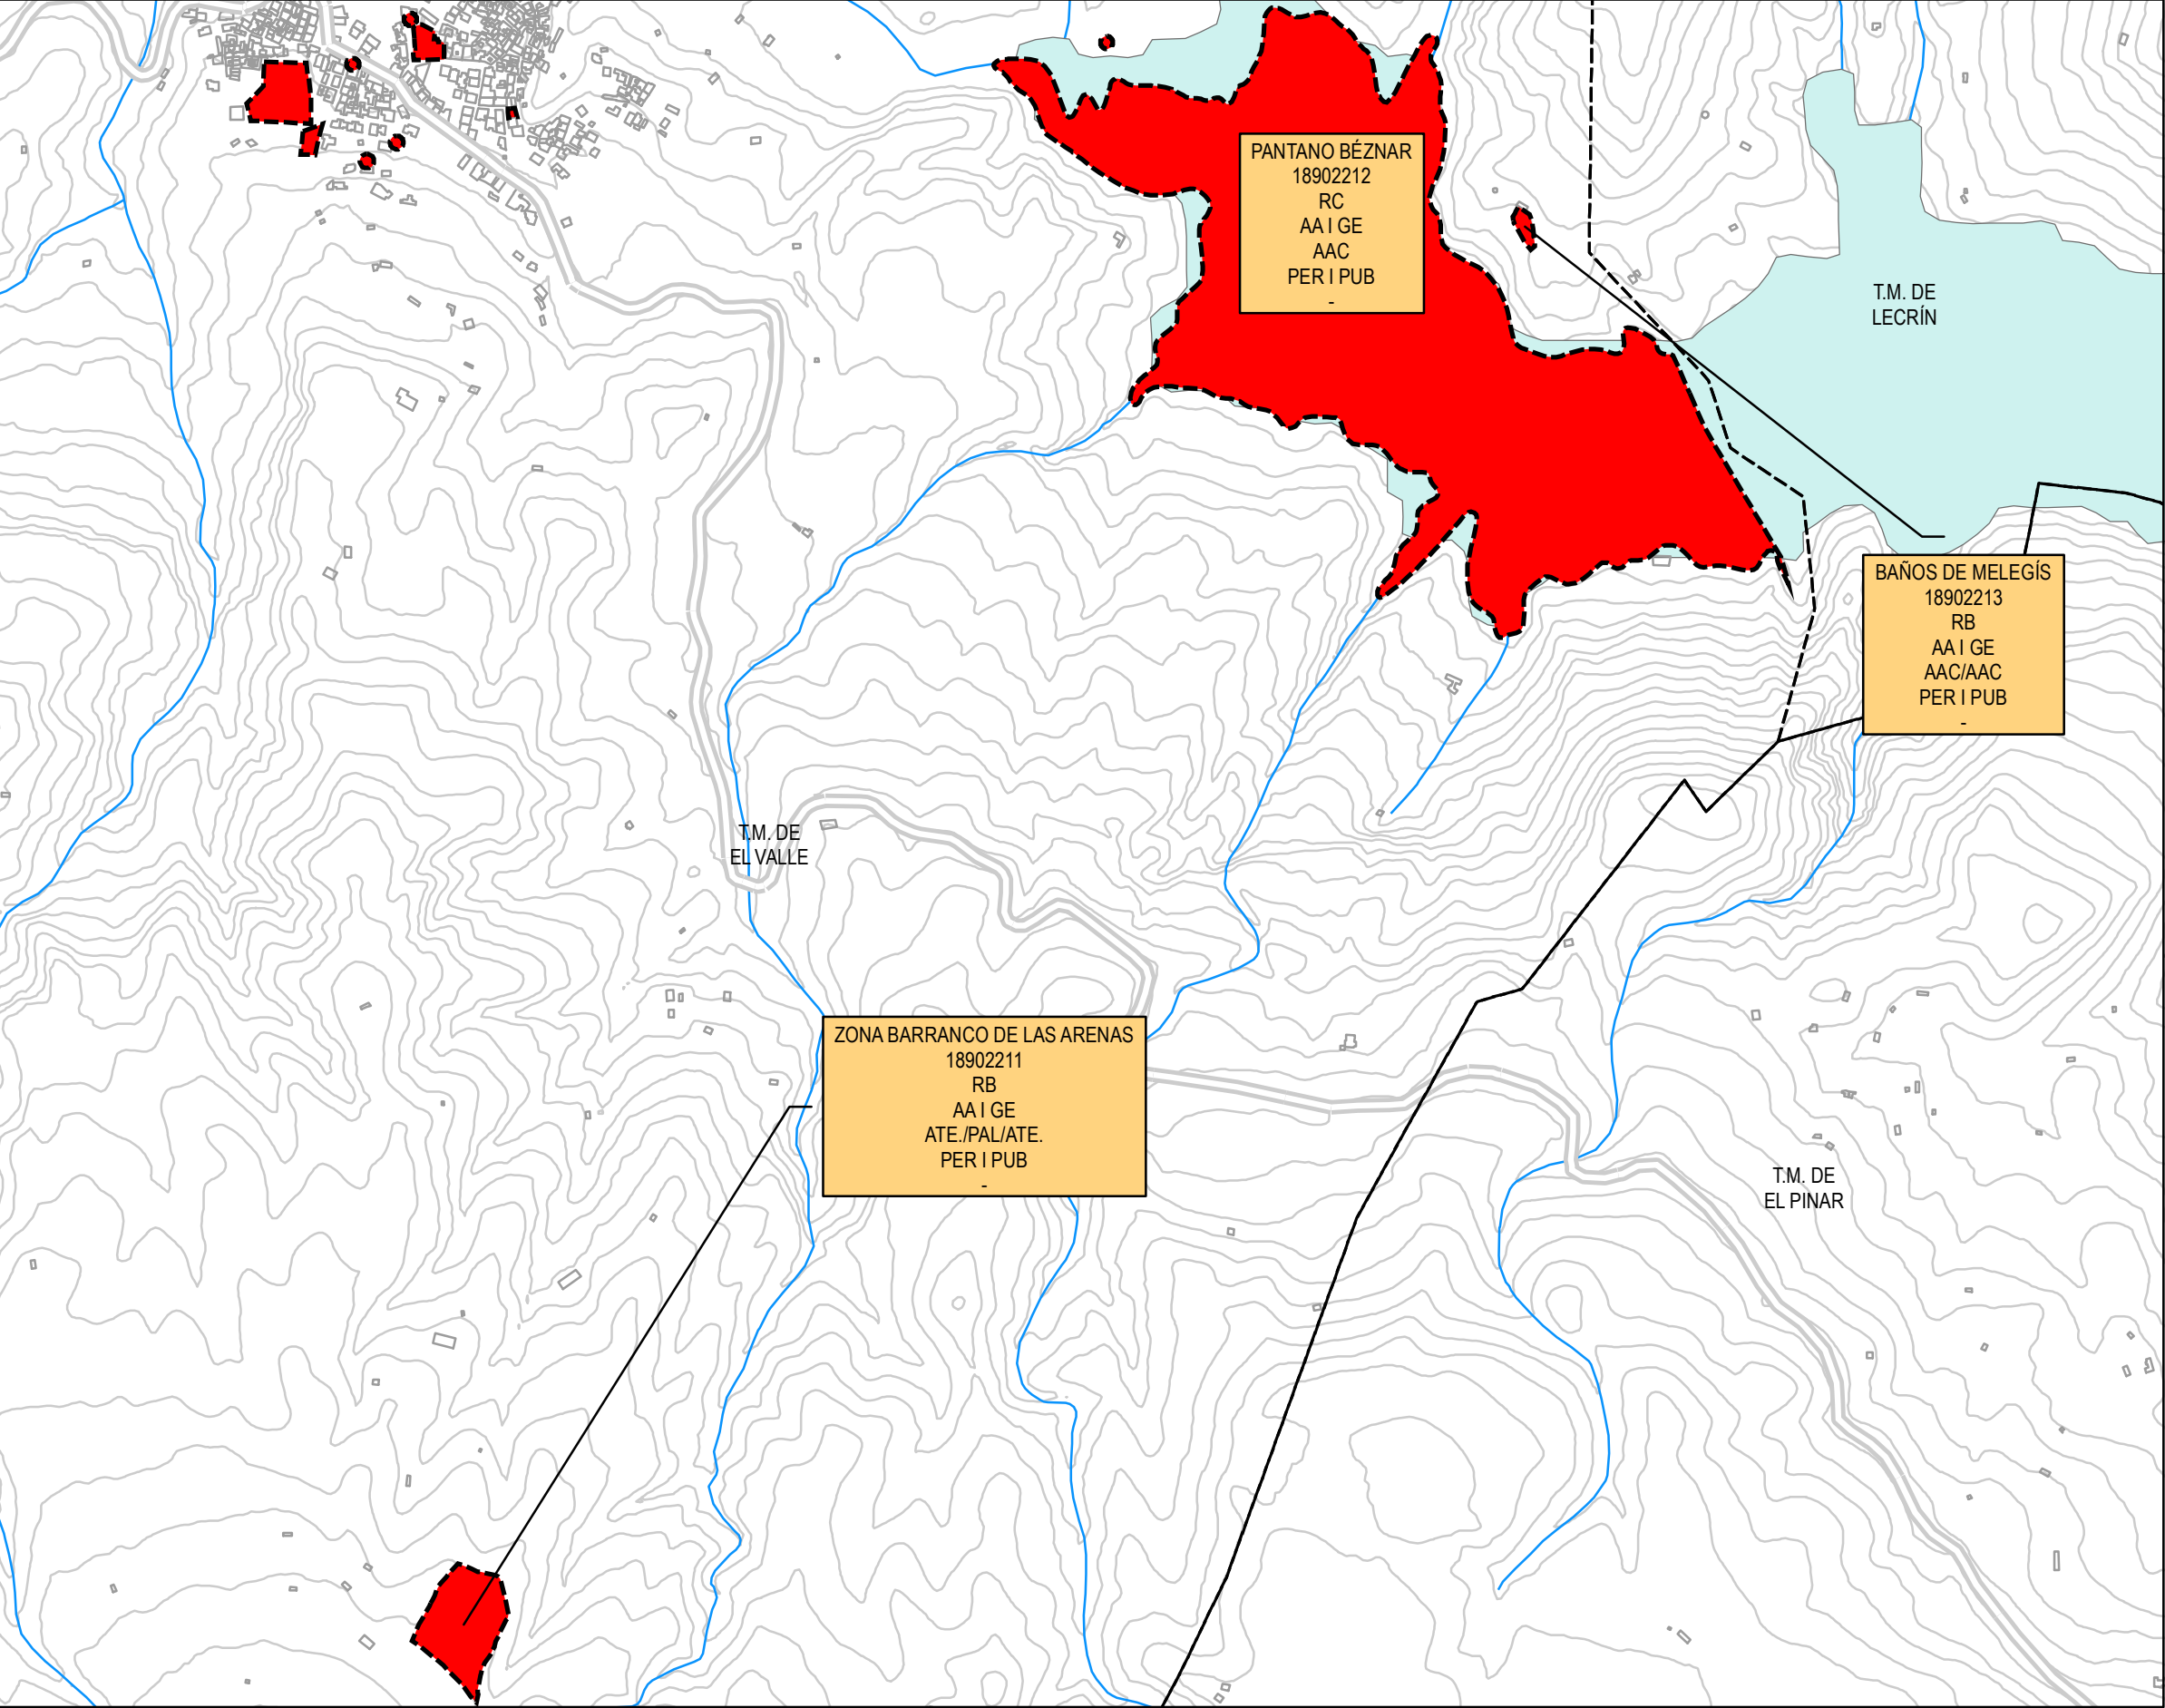 PANTANO BÉZNAR
18902212
RC
AA I GE
AAC
PER I PUB
-
T.M. DE
LECRÍN
BAÑOS DE MELEGÍS
18902213
RB
AA I GE
AAC/AAC
PER I PUB
-
T.M. DE
EL VALLE
ZONA BARRANCO DE LAS ARENAS
18902211
RB
AA I GE
ATE./PAL/ATE.
PER I PUB
-
T.M. DE
EL PINAR